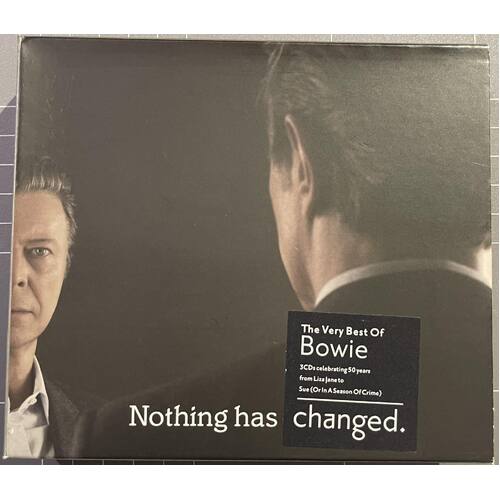 The Very Best Of
Bowie
3CDs celebrating 50 years
from Liza Jane to
Sue (Or In A Season Of Crime)
Nothing has changed.